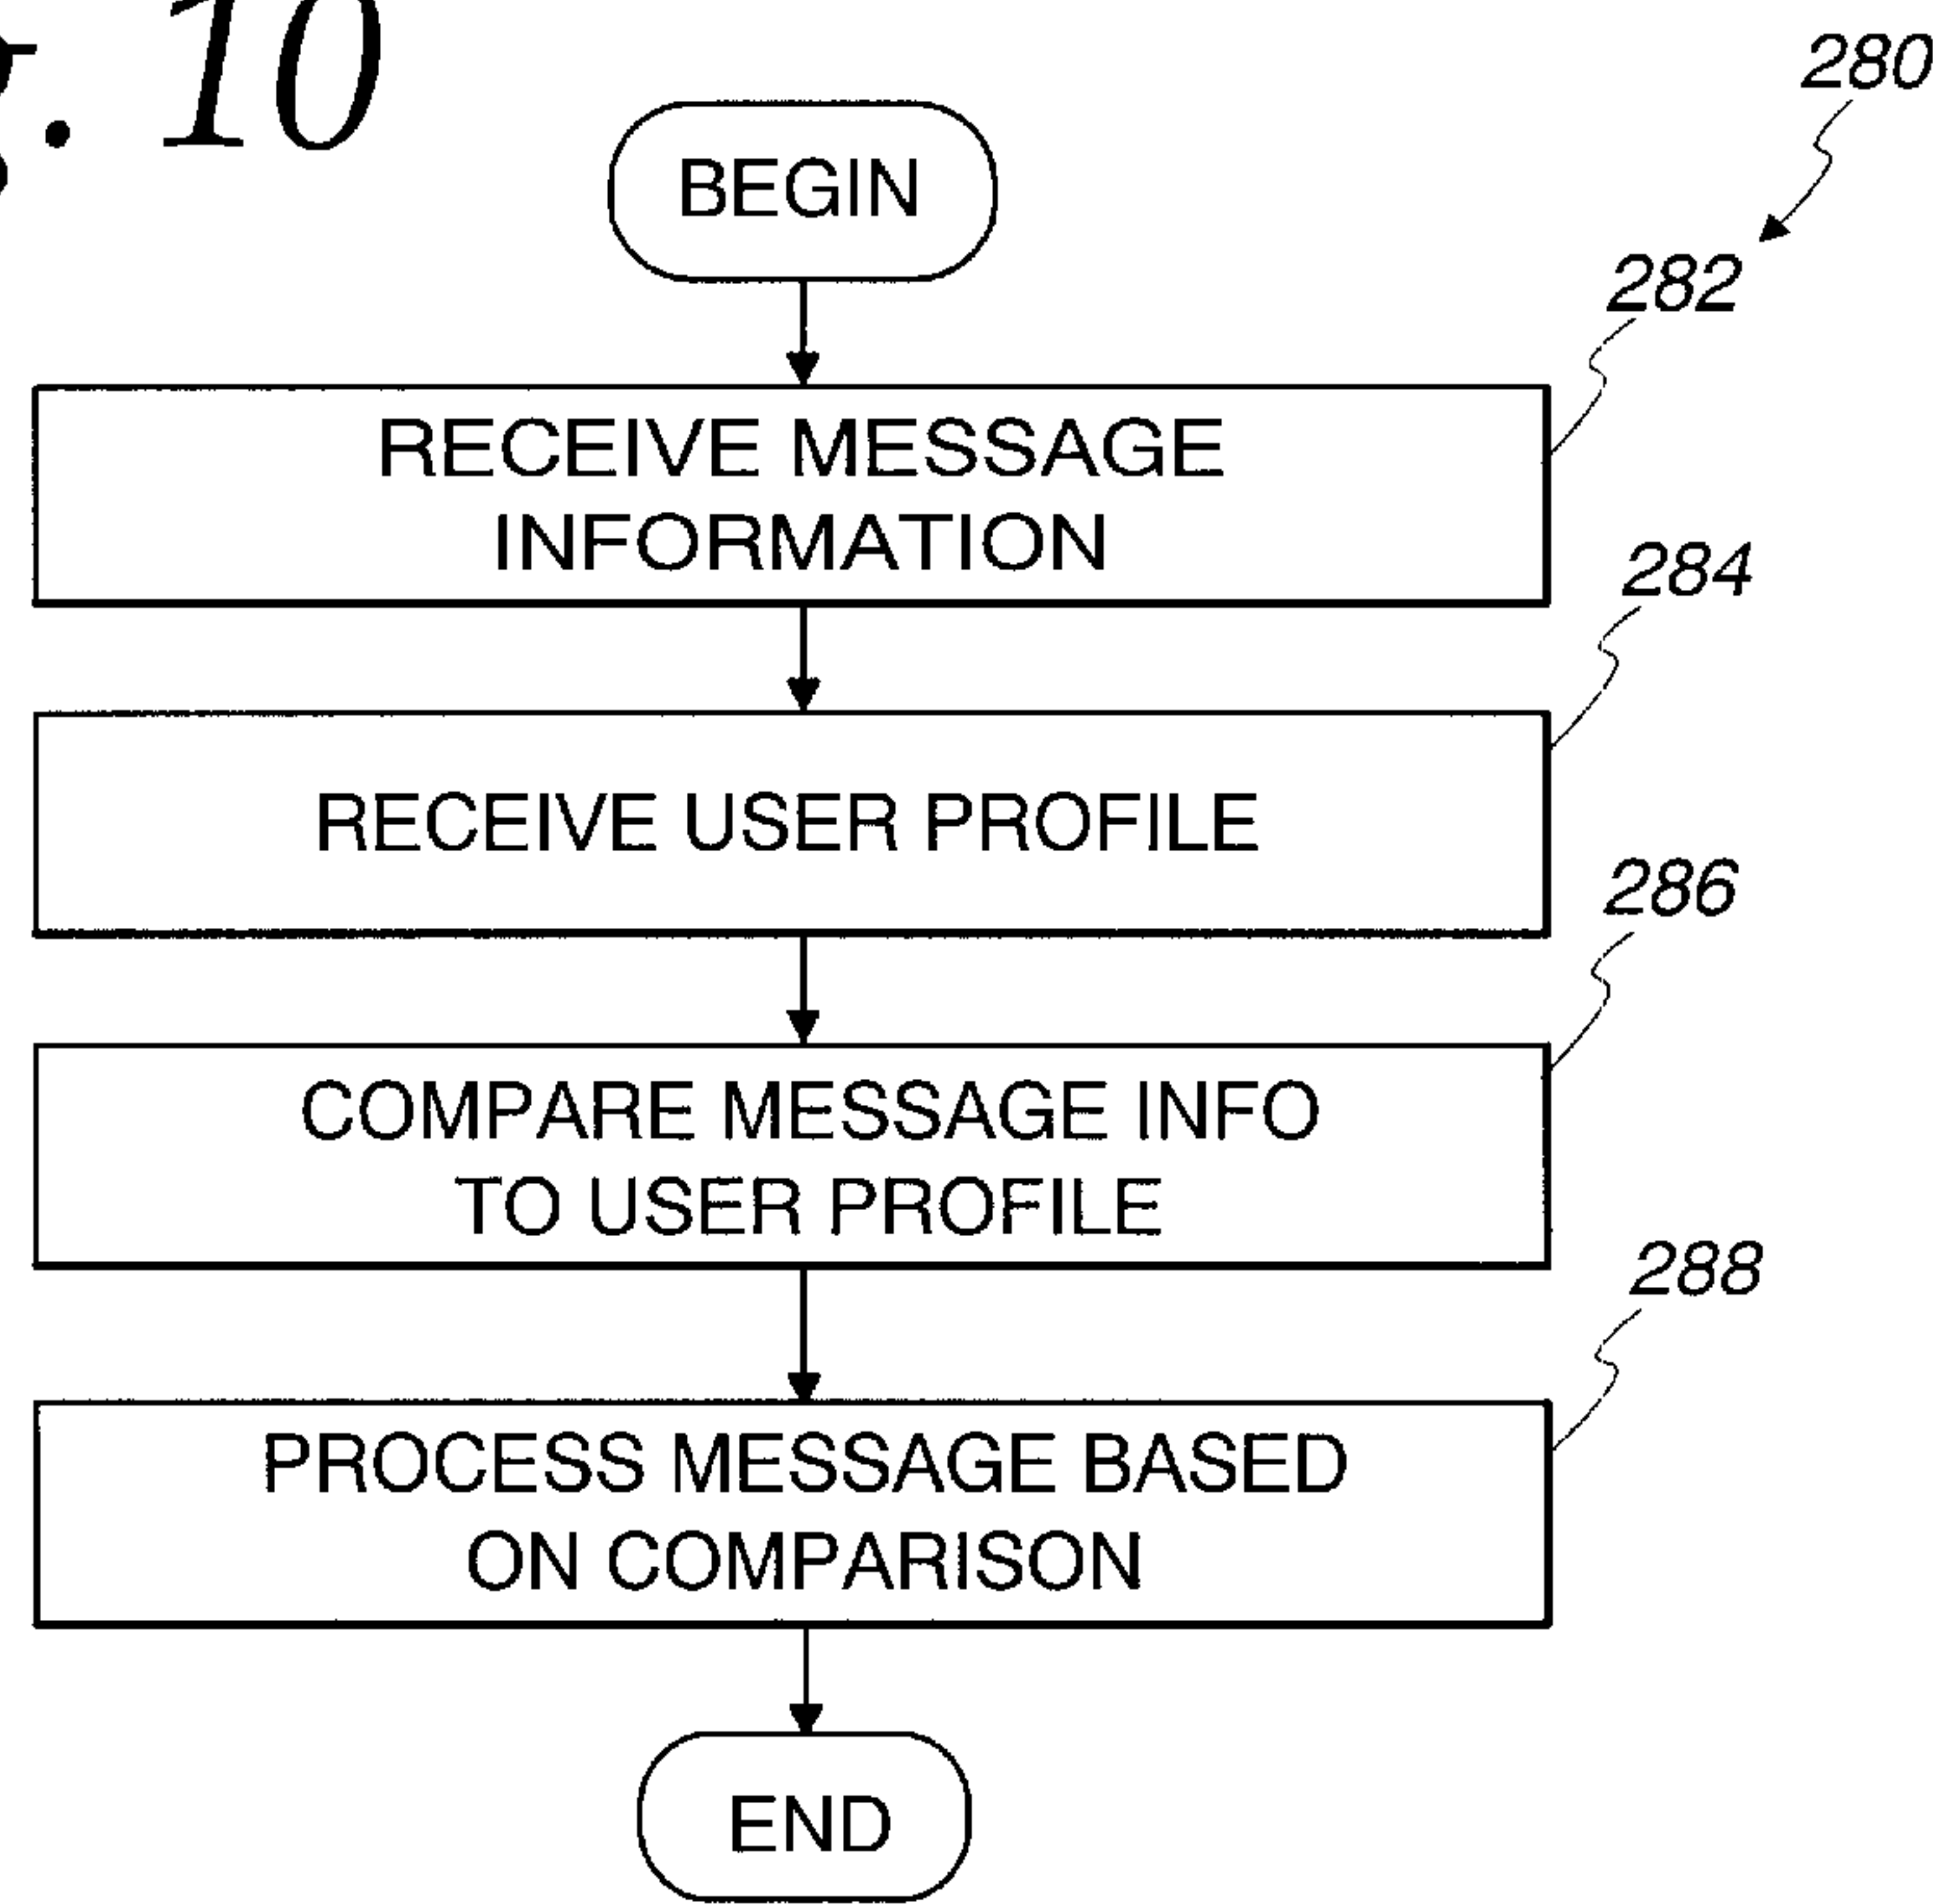 . 10
280
BEGIN
282
RECEIVE MESSAGE
INFORMATION
284
RECEIVE USER PROFILE
286
COMPARE MESSAGE INFO
TO USER PROFILE
288
PROCESS MESSAGE BASED
ON COMPARISON
END